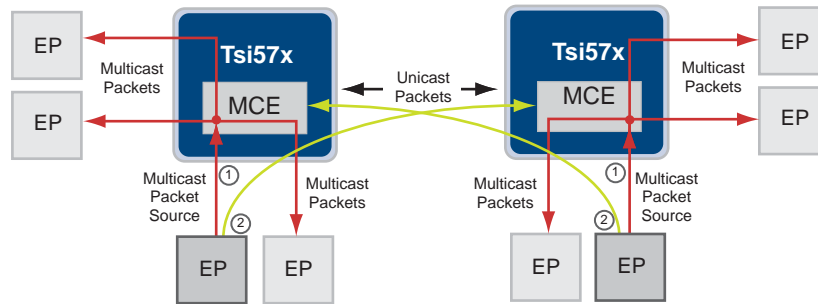 EP
Tsi57x
Tsi57x
EP
Multicast
Packets
Unicast
Packets
Multicast
Packets
EP
MCE
MCE
EP
1
1
Multicast
Packet
Source
Multicast
Packets
Multicast
Packets
Multicast
Packet
Source
2
2
EP
EP
EP
EP